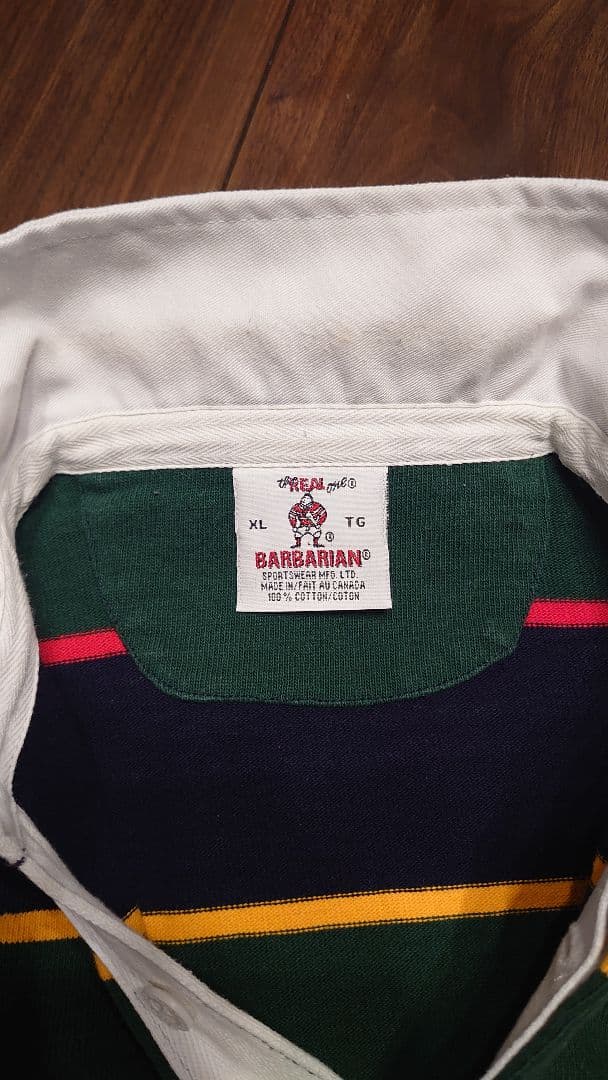 the REAL one®
XL TG
®
BARBARIAN®
SPORTSWEAR MFG. LTD.
MADE IN/FAIT AU CANADA
100% COTTON/COTON